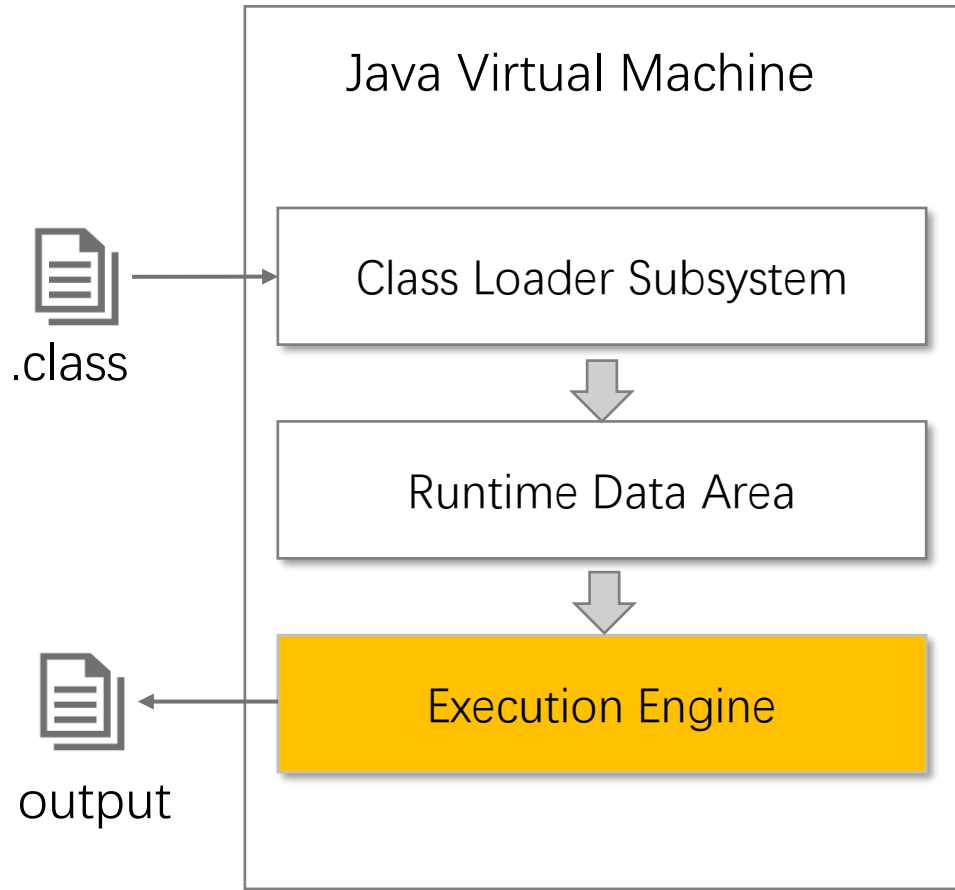 Java Virtual Machine
Class Loader Subsystem
.class
Runtime Data Area
Execution Engine
output